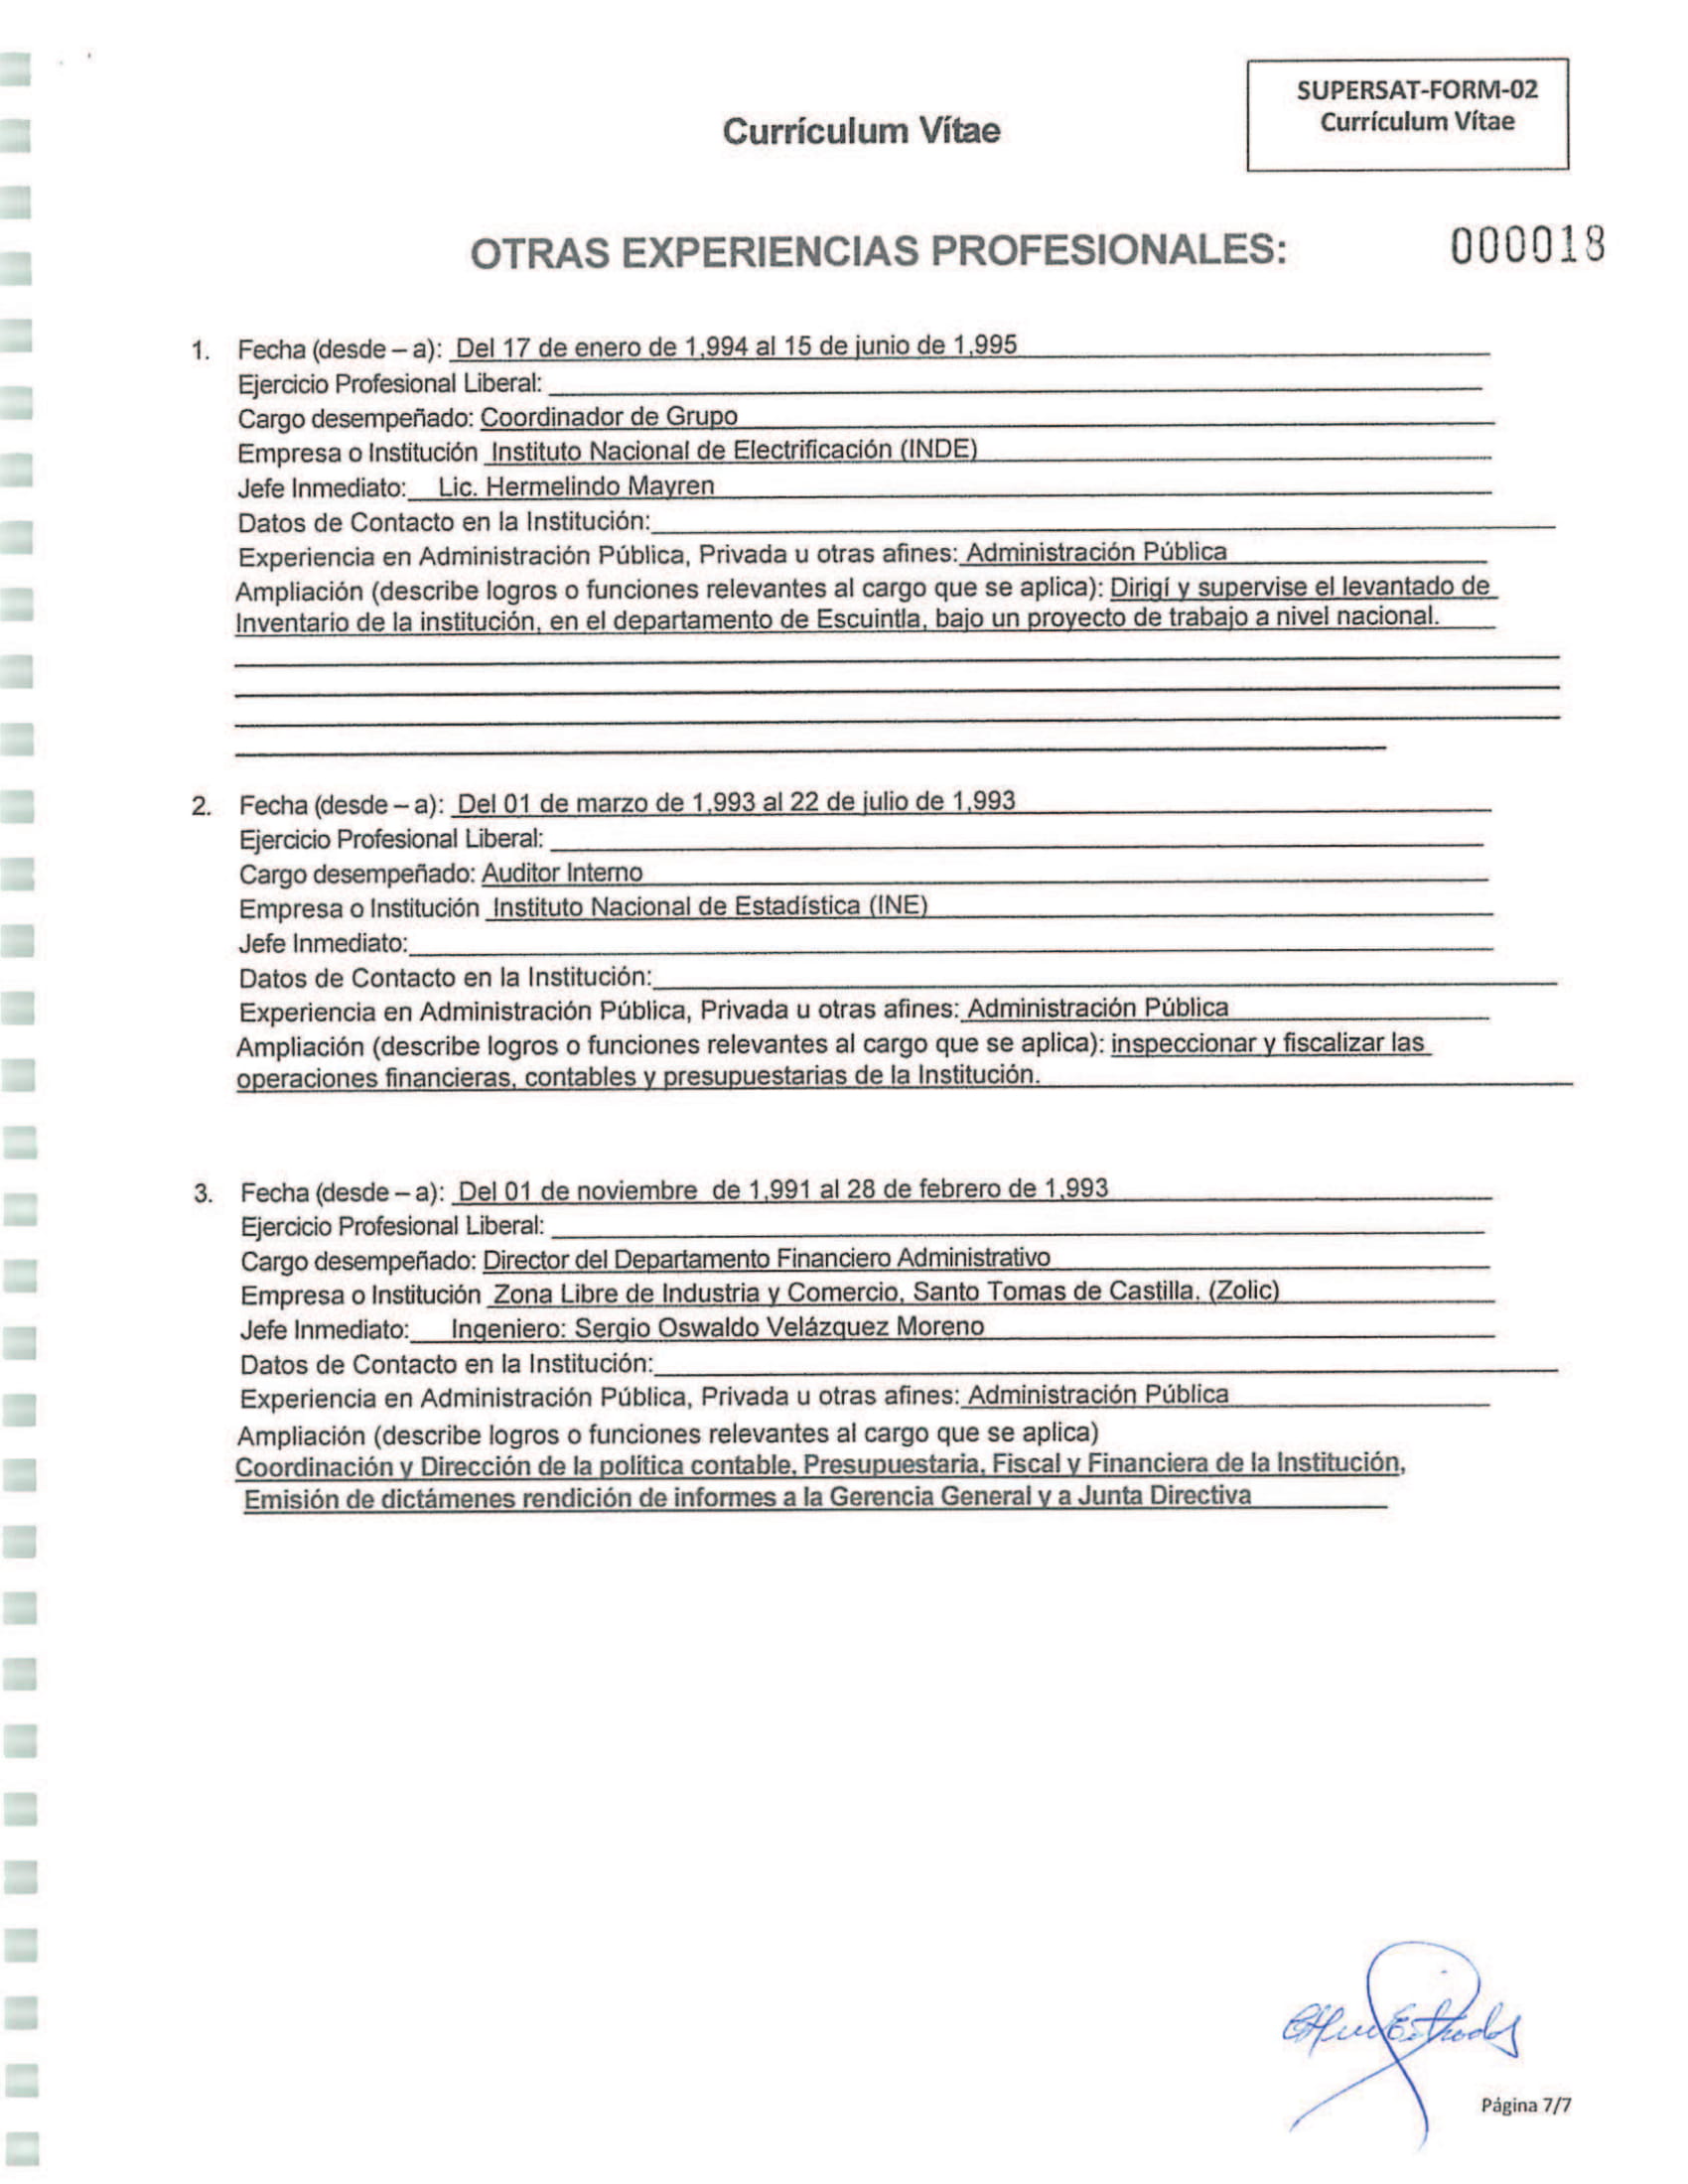 SUPERSAT-FORM-02
Currículum Vítae
Currículum Vítae
OTRAS EXPERIENCIAS PROFESIONALES:
000018
1. Fecha (desde – a): Del 17 de enero de 1,994 al 15 de junio de 1,995
Ejercicio Profesional Liberal:
Cargo desempeñado: Coordinador de Grupo
Empresa o Institución Instituto Nacional de Electrificación (INDE)
Jefe Inmediato: Lic. Hermelindo Mayren
Datos de Contacto en la Institución:
Experiencia en Administración Pública, Privada u otras afines: Administración Pública
Ampliación (describe logros o funciones relevantes al cargo que se aplica): Dirigí y supervise el levantado de
Inventario de la institución, en el departamento de Escuintla, bajo un proyecto de trabajo a nivel nacional.
2. Fecha (desde – a): Del 01 de marzo de 1,993 al 22 de julio de 1,993
Ejercicio Profesional Liberal:
Cargo desempeñado: Auditor Interno
Empresa o Institución Instituto Nacional de Estadística (INE)
Jefe Inmediato:
Datos de Contacto en la Institución:
Experiencia en Administración Pública, Privada u otras afines: Administración Pública
Ampliación (describe logros o funciones relevantes al cargo que se aplica): inspeccionar y fiscalizar las
operaciones financieras, contables y presupuestarias de la Institución.
3. Fecha (desde – a): Del 01 de noviembre de 1,991 al 28 de febrero de 1,993
Ejercicio Profesional Liberal:
Cargo desempeñado: Director del Departamento Financiero Administrativo
Empresa o Institución Zona Libre de Industria y Comercio, Santo Tomas de Castilla. (Zolic)
Jefe Inmediato: Ingeniero: Sergio Oswaldo Velázquez Moreno
Datos de Contacto en la Institución:
Experiencia en Administración Pública, Privada u otras afines: Administración Pública
Ampliación (describe logros o funciones relevantes al cargo que se aplica)
Coordinación y Dirección de la politica contable, Presupuestaria, Fiscal y Financiera de la Institución,
Emisión de dictámenes rendición de informes a la Gerencia General y a Junta Directiva
Página 7/7